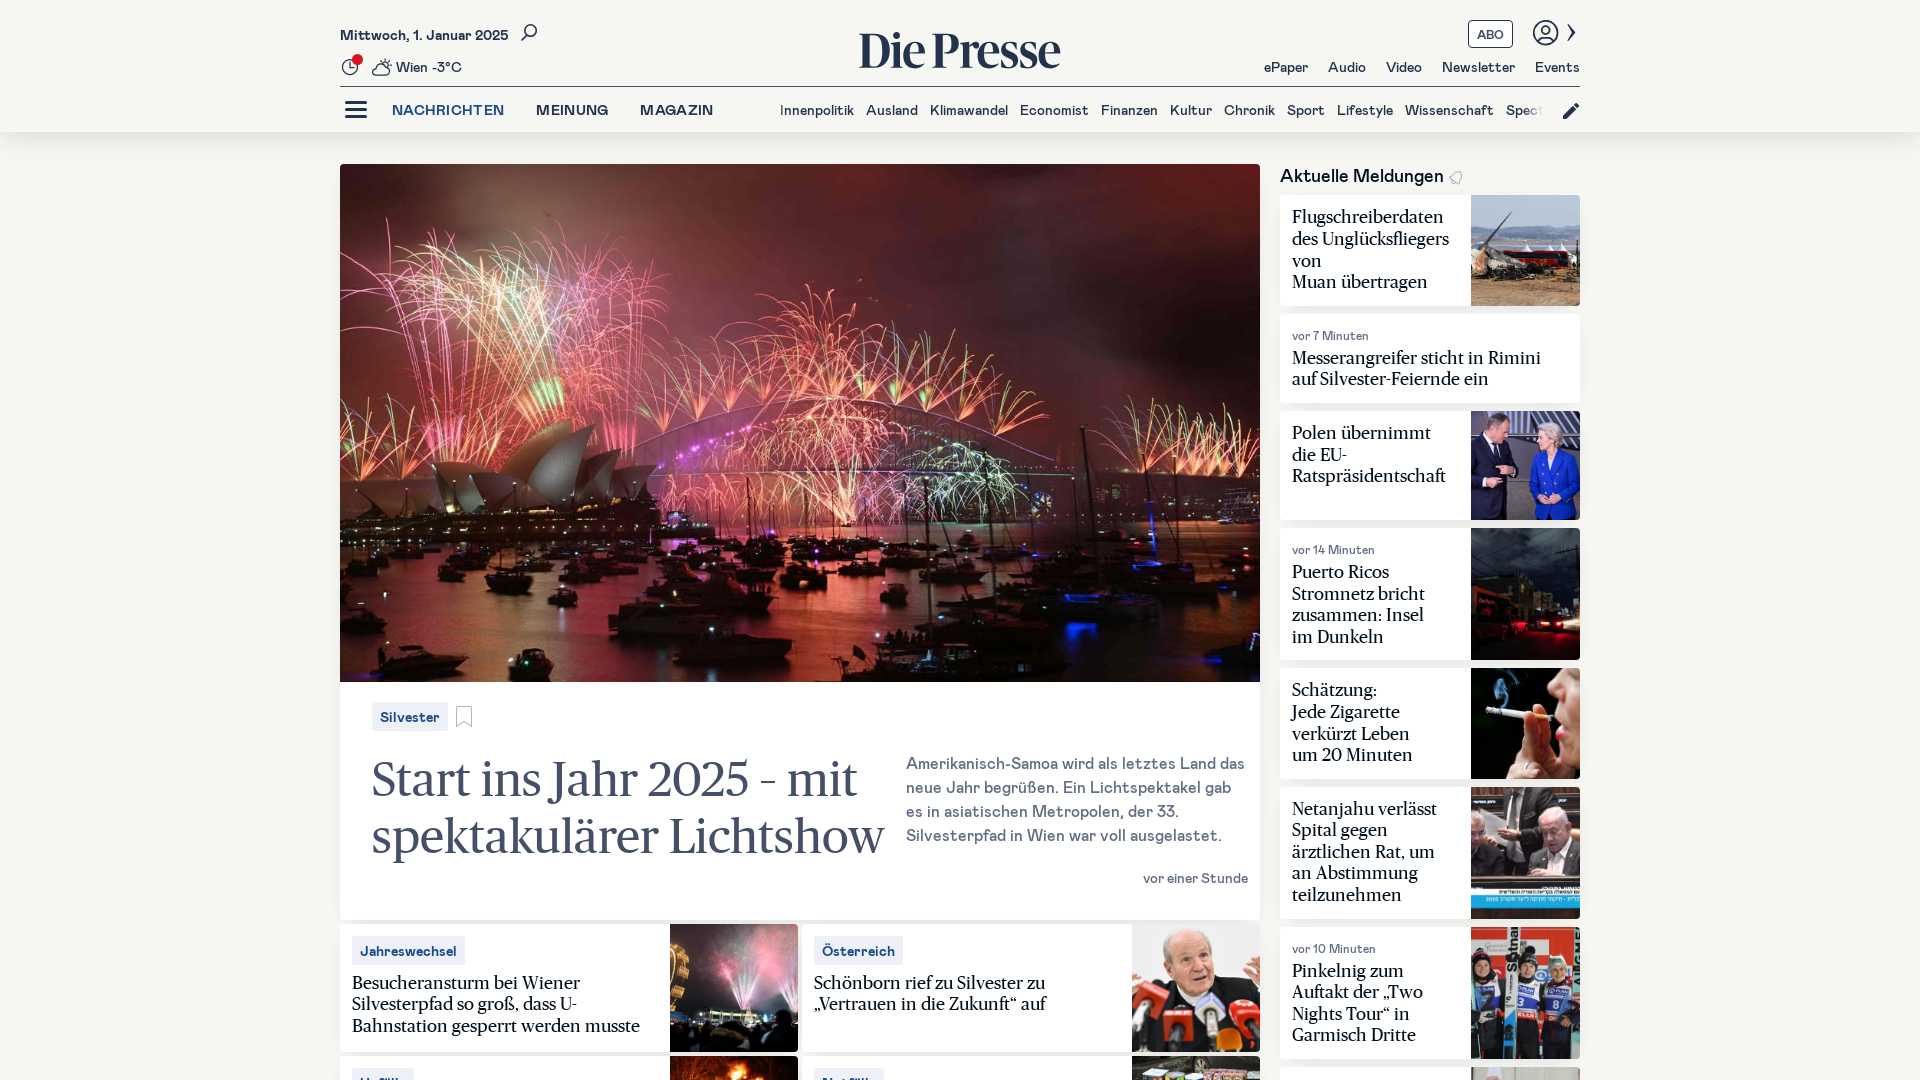 Mittwoch, 1. Januar 2025
Wien -3°C
Die Presse
ABO
ePaper Audio Video Newsletter Events
NACHRICHTEN MEINUNG MAGAZIN
Innenpolitik Ausland Klimawandel Economist Finanzen Kultur Chronik Sport Lifestyle Wissenschaft Spect
Silvester
Start ins Jahr 2025 – mit
spektakulärer Lichtshow
Amerikanisch-Samoa wird als letztes Land das
neue Jahr begrüßen. Ein Lichtspektakel gab
es in asiatischen Metropolen, der 33.
Silvesterpfad in Wien war voll ausgelastet.
vor einer Stunde
Jahreswechsel
Besucheransturm bei Wiener
Silvesterpfad so groß, dass U-
Bahnstation gesperrt werden musste
Österreich
Schönborn rief zu Silvester zu
„Vertrauen in die Zukunft“ auf
Aktuelle Meldungen
Flugschreiberdaten
des Unglücksfliegers
von
Muan übertragen
vor 7 Minuten
Messerangreifer sticht in Rimini
auf Silvester-Feiernde ein
Polen übernimmt
die EU-
Ratspräsidentschaft
vor 14 Minuten
Puerto Ricos
Stromnetz bricht
zusammen: Insel
im Dunkeln
Schätzung:
Jede Zigarette
verkürzt Leben
um 20 Minuten
Netanjahu verlässt
Spital gegen
ärztlichen Rat, um
an Abstimmung
teilzunehmen
vor 10 Minuten
Pinkelnig zum
Auftakt der „Two
Nights Tour“ in
Garmisch Dritte